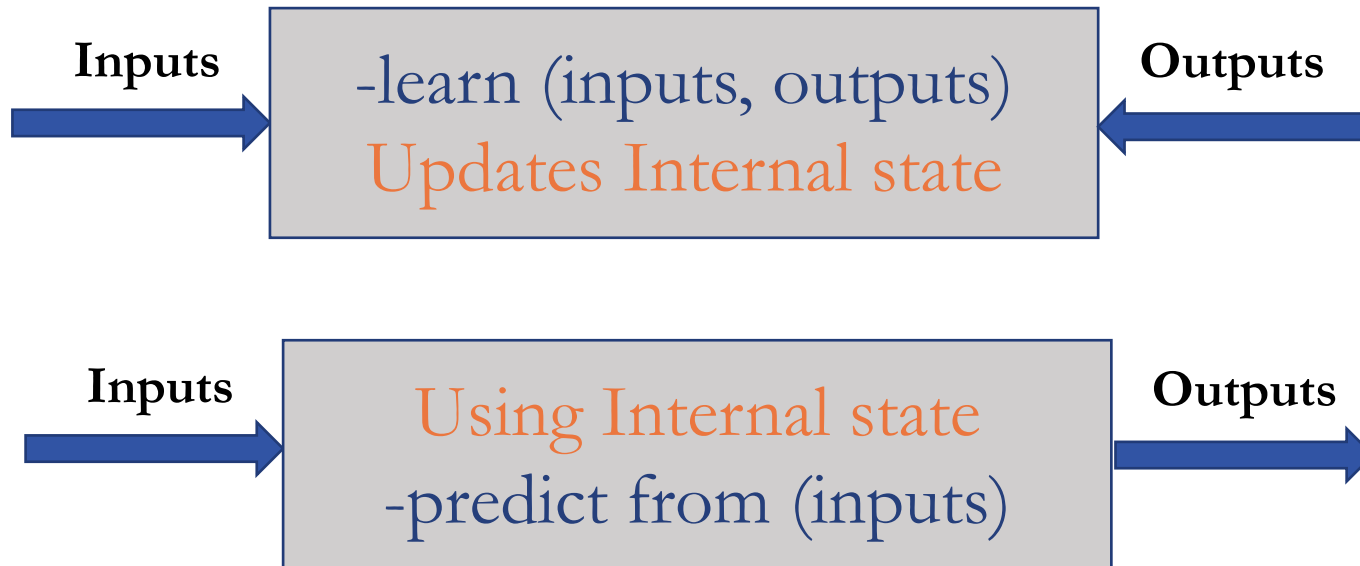 Inputs
-learn (inputs, outputs)
Updates Internal state
Outputs
Inputs
Using Internal state
-predict from (inputs)
Outputs